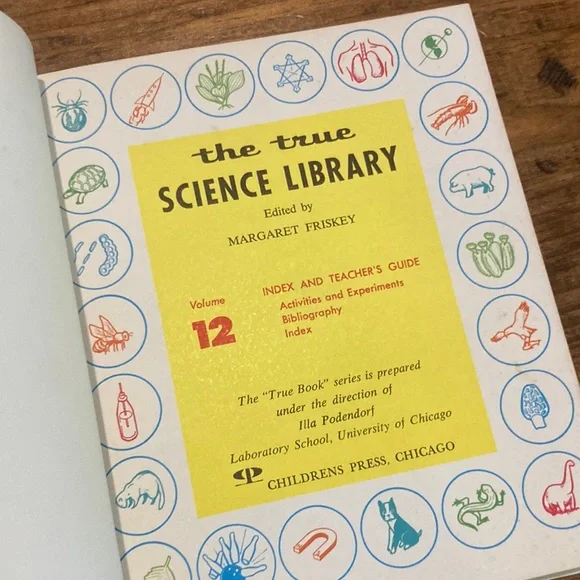 the true
SCIENCE LIBRARY
Edited by
MARGARET FRISKEY
Volume
12
INDEX AND TEACHER'S GUIDE
Activities and Experiments
Bibliography
Index
The "True Book" series is prepared
under the direction of
Illa Podendorf
Laboratory School, University of Chicago
CHILDRENS PRESS, CHICAGO